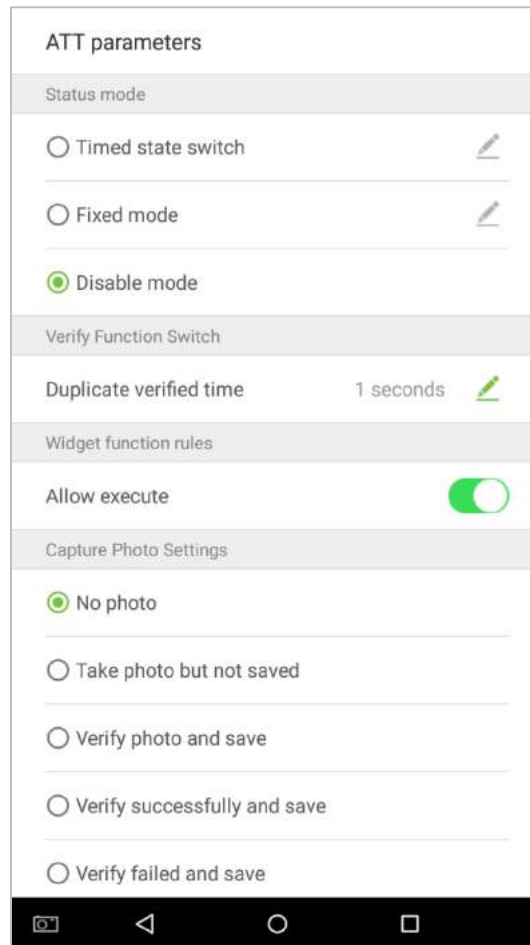 ATT parameters
Status mode
Timed state switch
Fixed mode
Disable mode
Verify Function Switch
Duplicate verified time 1 seconds
Widget function rules
Allow execute
Capture Photo Settings
No photo
Take photo but not saved
Verify photo and save
Verify successfully and save
Verify failed and save